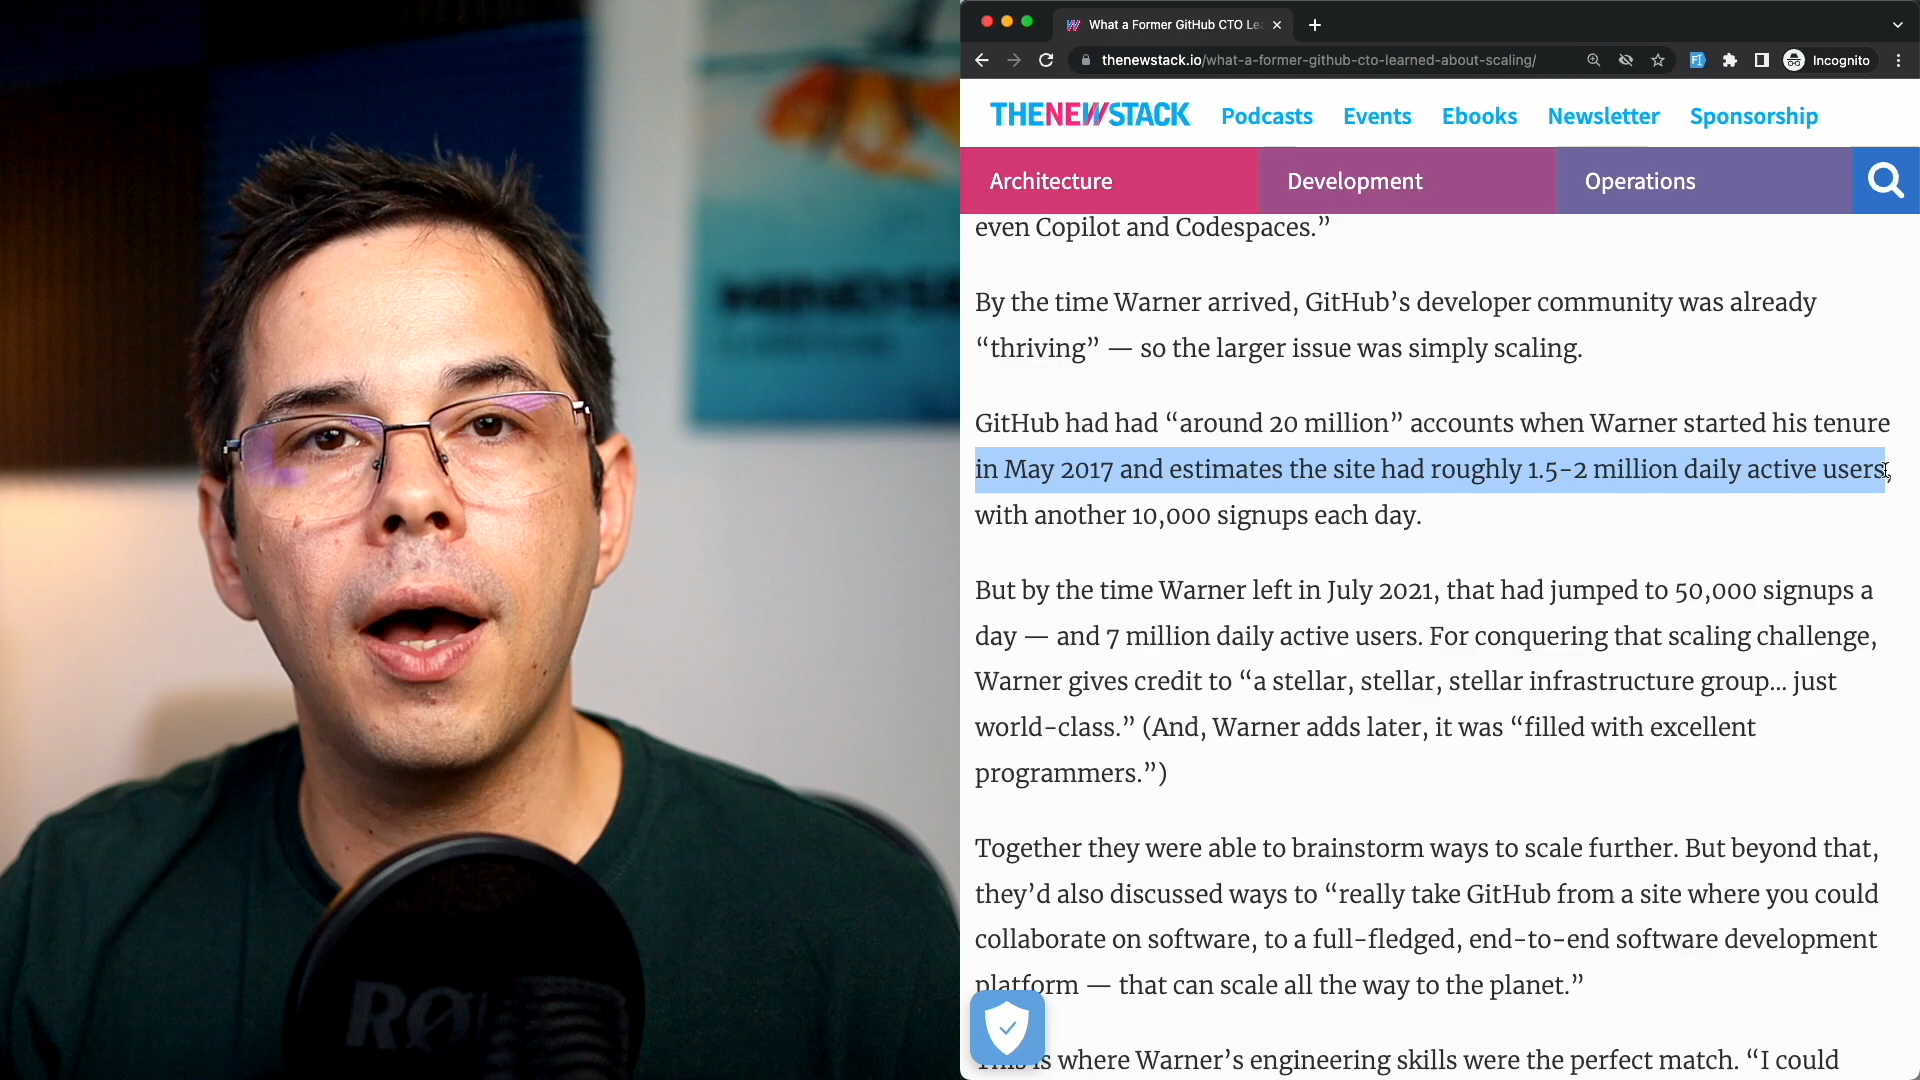 What a Former GitHub CTO Le
thenewstack.io/what-a-former-github-cto-learned-about-scaling/
Incognito
THENEWSTACK
Podcasts
Events
Ebooks
Newsletter
Sponsorship
Architecture
Development
Operations
even Copilot and Codespaces.”
By the time Warner arrived, GitHub’s developer community was already
“thriving” — so the larger issue was simply scaling.
GitHub had had “around 20 million” accounts when Warner started his tenure
in May 2017 and estimates the site had roughly 1.5-2 million daily active users,
with another 10,000 signups each day.
But by the time Warner left in July 2021, that had jumped to 50,000 signups a
day — and 7 million daily active users. For conquering that scaling challenge,
Warner gives credit to “a stellar, stellar, stellar infrastructure group… just
world-class.” (And, Warner adds later, it was “filled with excellent
programmers.”)
Together they were able to brainstorm ways to scale further. But beyond that,
they’d also discussed ways to “really take GitHub from a site where you could
collaborate on software, to a full-fledged, end-to-end software development
platform — that can scale all the way to the planet.”
This is where Warner’s engineering skills were the perfect match. “I could
RØ